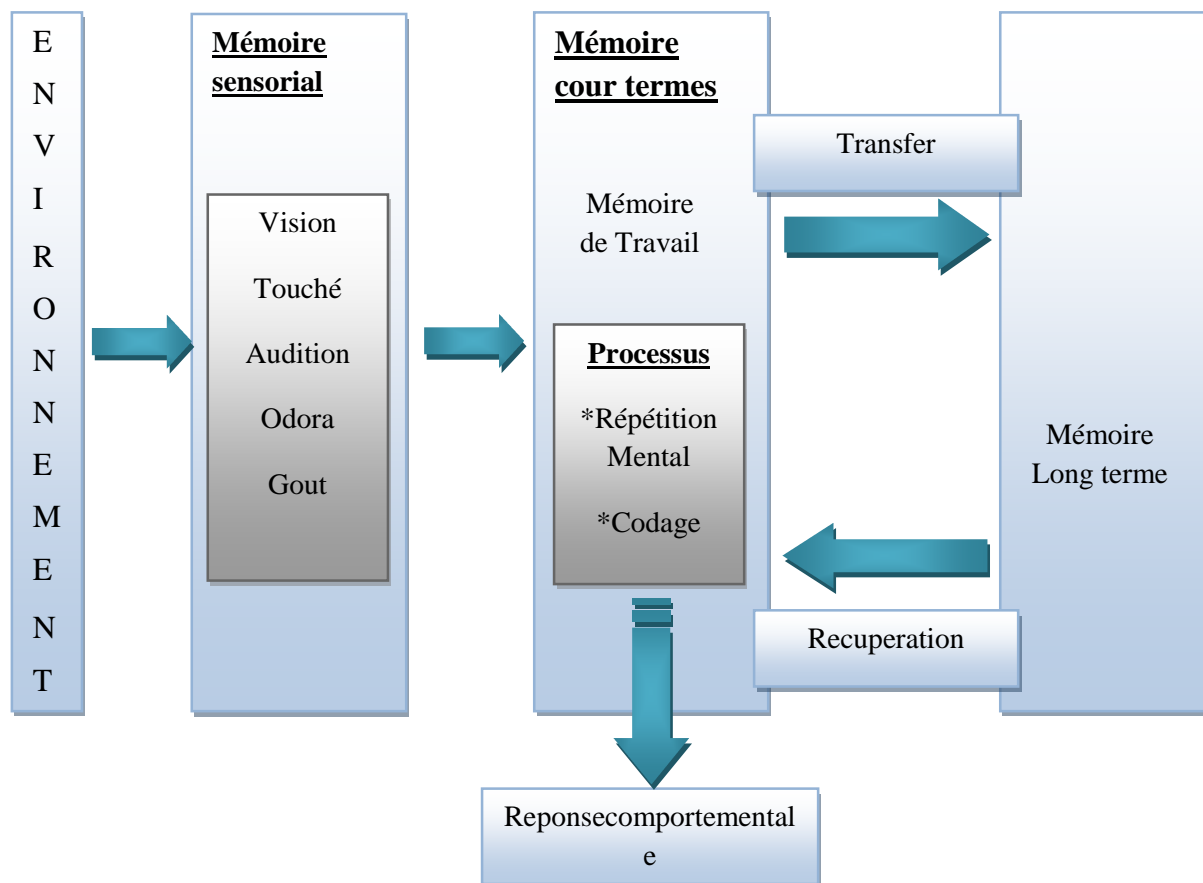 E
N
V
I
R
O
N
N
E
M
E
N
T
Mémoire
sensorial
Vision
Touché
Audition
Odora
Gout
Mémoire
cour termes
Mémoire
de Travail
Processus
*Répétition
Mental
*Codage
Transfer
Mémoire
Long terme
Recuperation
Reponsecomportemental
e